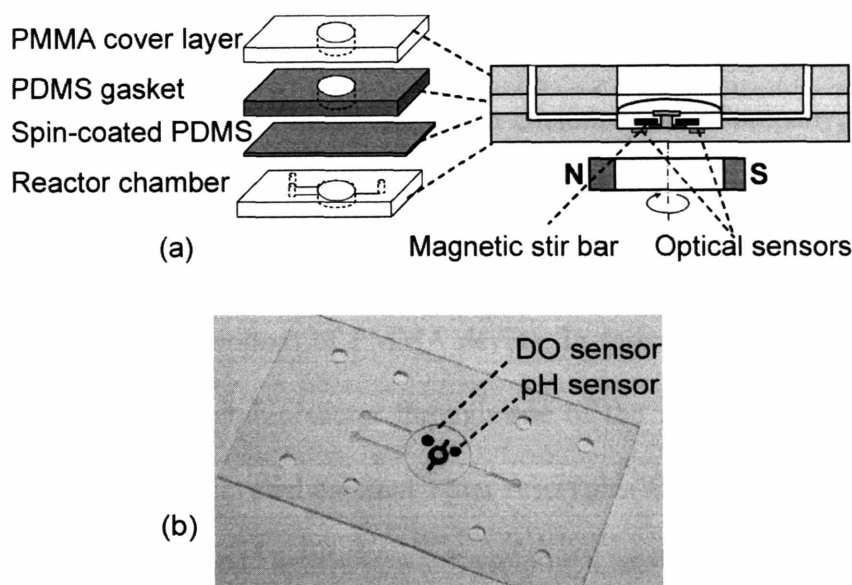 PMMA cover layer
PDMS gasket
Spin-coated PDMS
Reactor chamber
(a)
N
S
Magnetic stir bar
Optical sensors
DO sensor
pH sensor
(b)